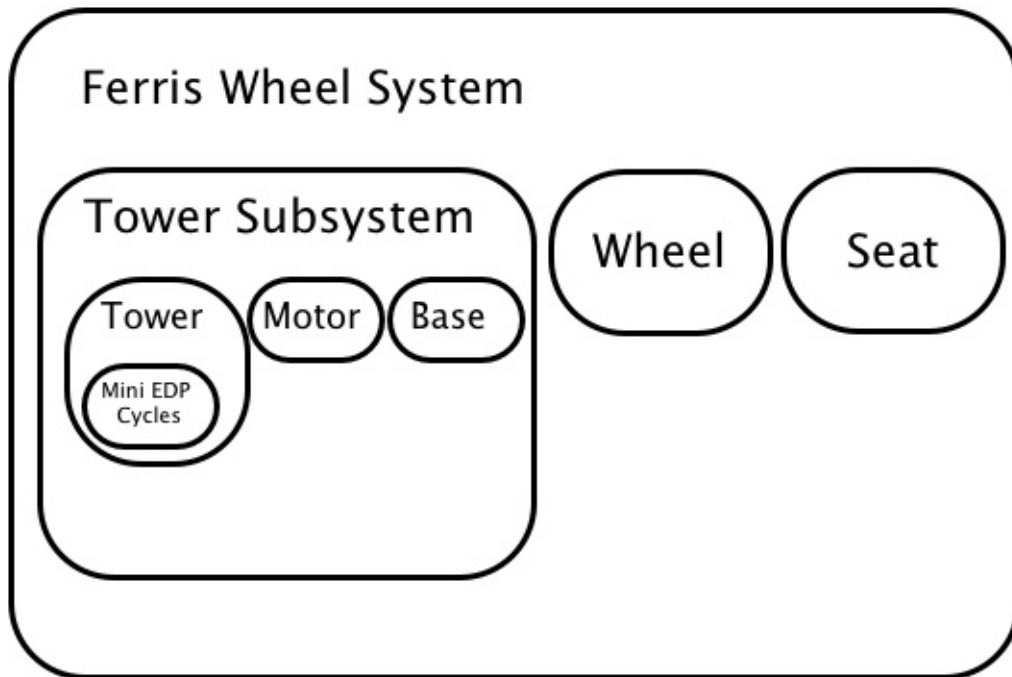 Ferris Wheel System
Tower Subsystem
Wheel
Seat
Tower
Motor
Base
Mini EDP
Cycles